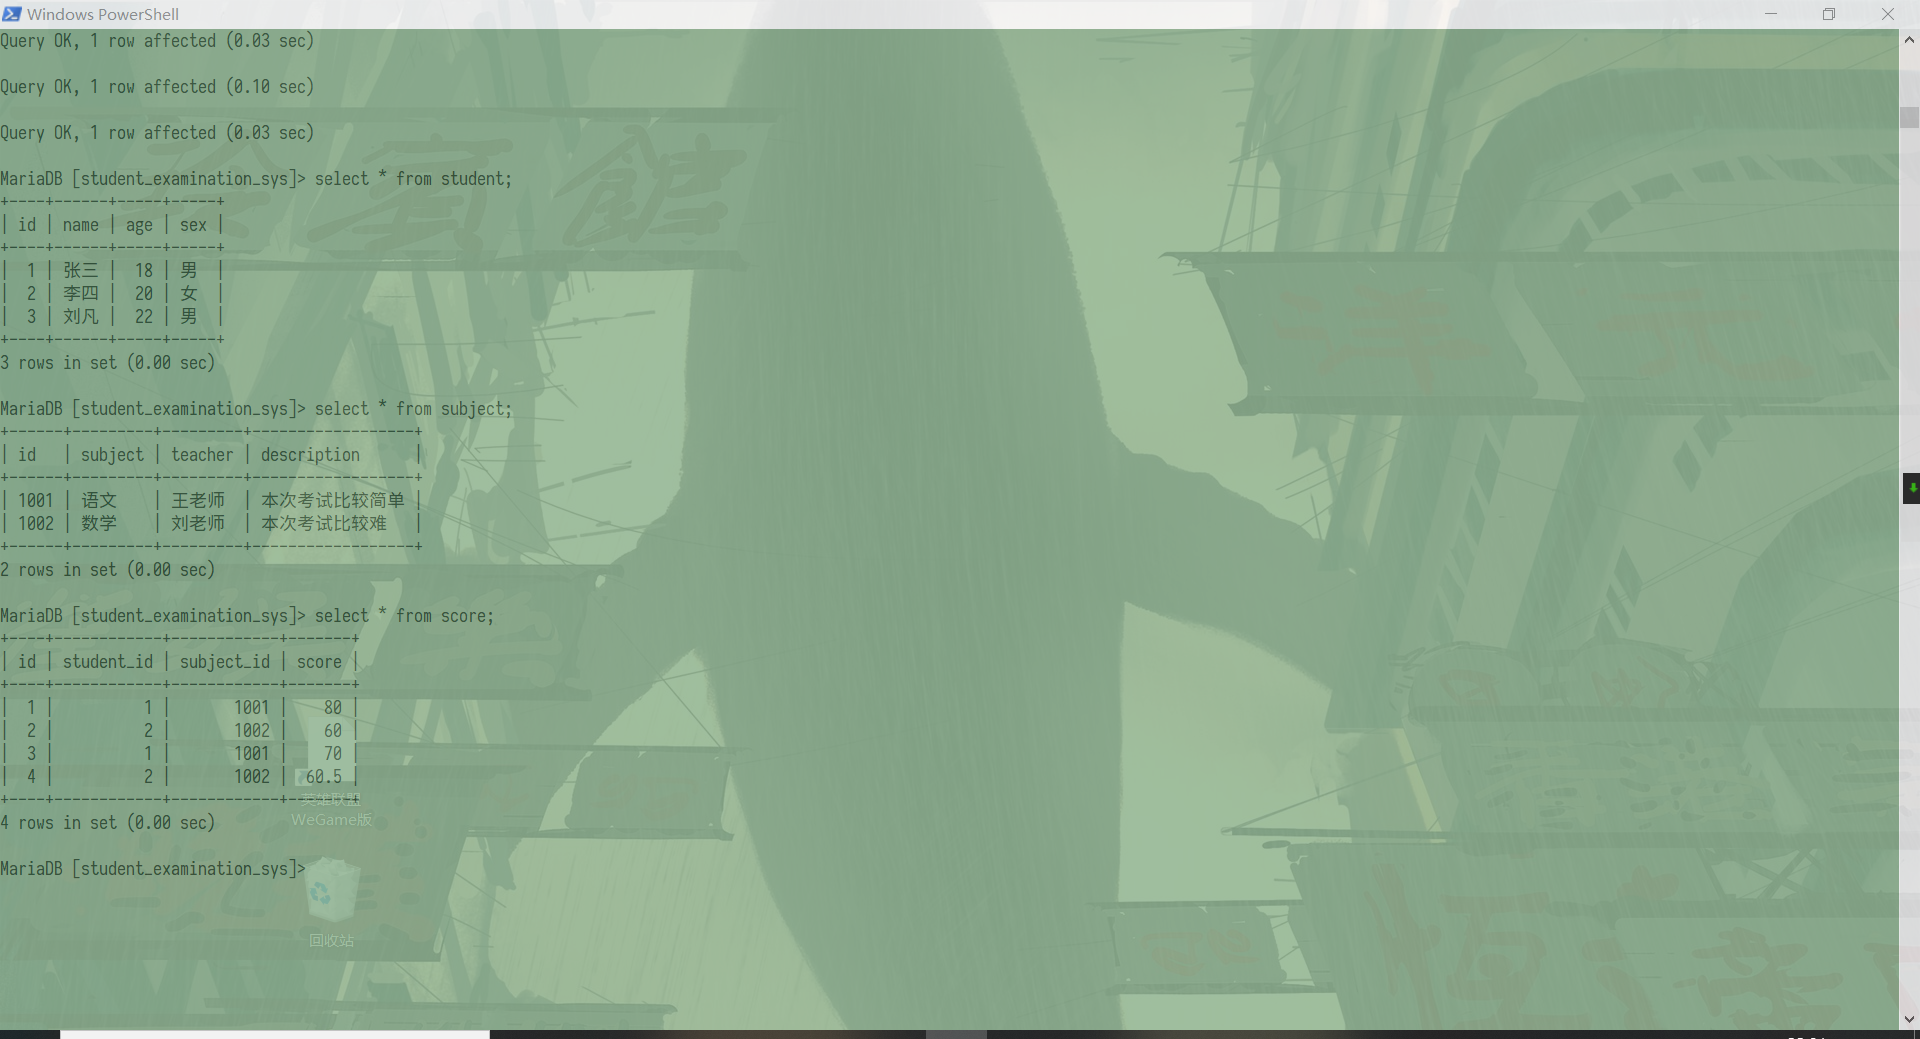 Windows PowerShell
Query OK, 1 row affected (0.03 sec)
Query OK, 1 row affected (0.10 sec)
Query OK, 1 row affected (0.03 sec)
MariaDB [student_examination_sys]> select * from student;
+----+------+-----+-----+
| id | name | age | sex |
+----+------+-----+-----+
|  1 | 张三 |  18 | 男  |
|  2 | 李四 |  20 | 女  |
|  3 | 刘凡 |  22 | 男  |
+----+------+-----+-----+
3 rows in set (0.00 sec)
MariaDB [student_examination_sys]> select * from subject;
+------+---------+---------+------------------+
| id   | subject | teacher | description      |
+------+---------+---------+------------------+
| 1001 | 语文    | 王老师  | 本次考试比较简单 |
| 1002 | 数学    | 刘老师  | 本次考试比较难   |
+------+---------+---------+------------------+
2 rows in set (0.00 sec)
MariaDB [student_examination_sys]> select * from score;
+----+------------+------------+-------+
| id | student_id | subject_id | score |
+----+------------+------------+-------+
|  1 |          1 |       1001 |    80 |
|  2 |          2 |       1002 |    60 |
|  3 |          1 |       1001 |    70 |
|  4 |          2 |       1002 |  60.5 |
+----+------------+------------+-------+
英雄联盟
WeGame版
4 rows in set (0.00 sec)
MariaDB [student_examination_sys]>
回收站